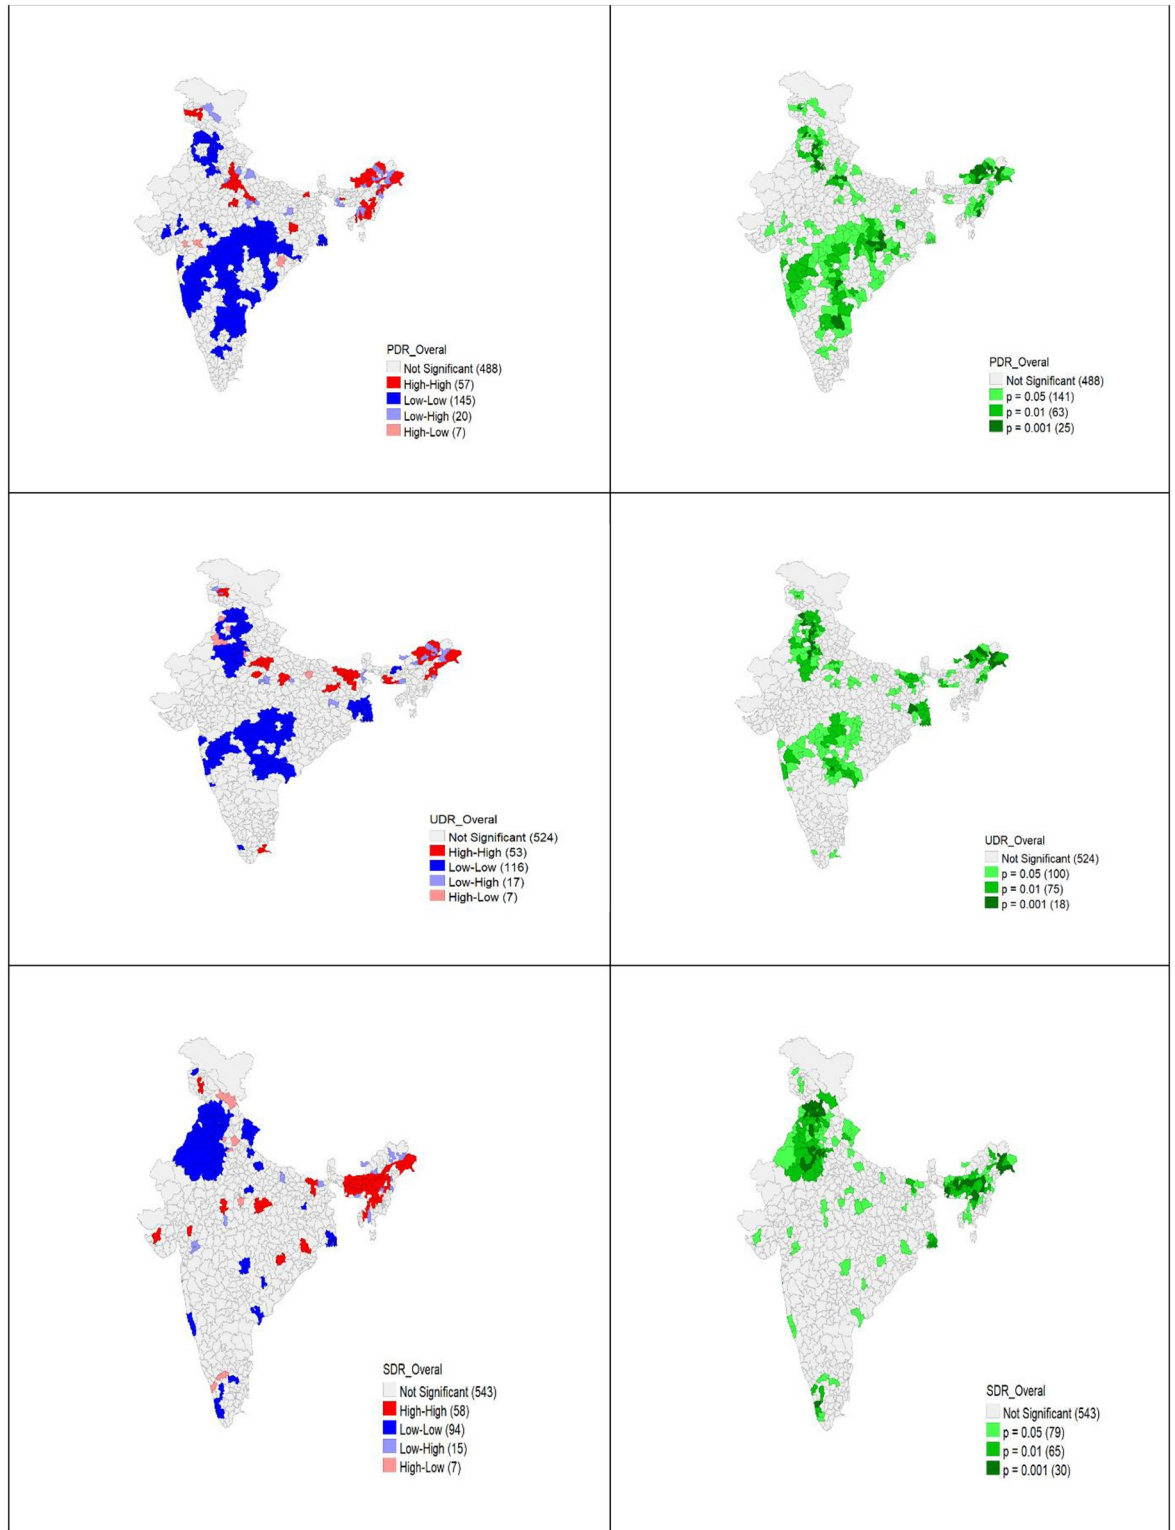 PDR_Overal
Not Significant (488)
High-High (57)
Low-Low (145)
Low-High (20)
High-Low (7)
PDR_Overal
Not Significant (488)
p = 0.05 (141)
p = 0.01 (63)
p = 0.001 (25)
UDR_Overal
Not Significant (524)
High-High (53)
Low-Low (116)
Low-High (17)
High-Low (7)
UDR_Overal
Not Significant (524)
p = 0.05 (100)
p = 0.01 (75)
p = 0.001 (18)
SDR_Overal
Not Significant (543)
High-High (58)
Low-Low (94)
Low-High (15)
High-Low (7)
SDR_Overal
Not Significant (543)
p = 0.05 (79)
p = 0.01 (65)
p = 0.001 (30)